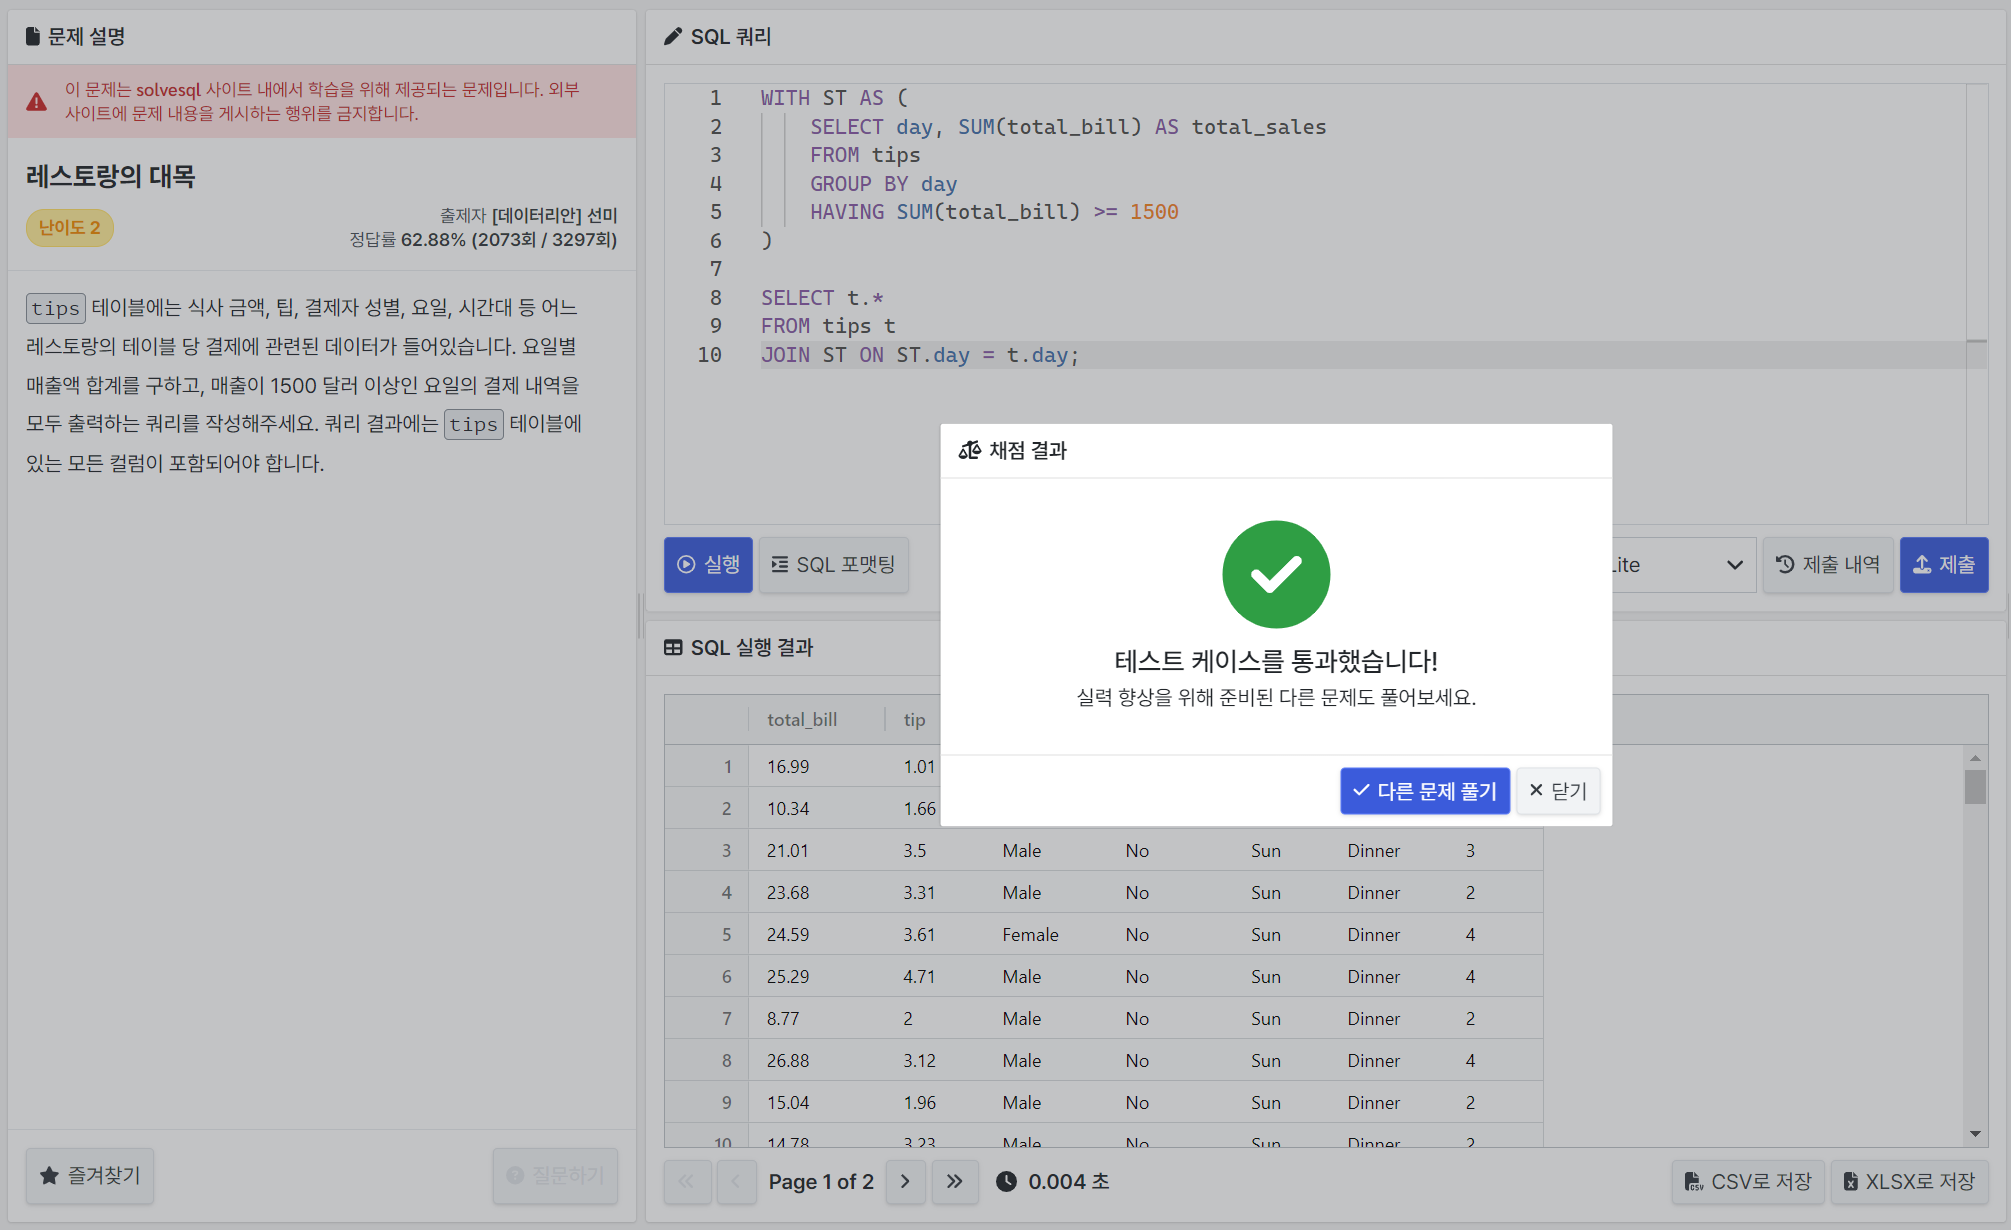 문제 설명
이 문제는 solvesql 사이트 내에서 학습을 위해 제공되는 문제입니다. 외부
사이트에 문제 내용을 게시하는 행위를 금지합니다.
레스토랑의 대목
난이도 2
출제자 [데이터리안] 선미
정답률 62.88% (2073회 / 3297회)
tips 테이블에는 식사 금액, 팁, 결제자 성별, 요일, 시간대 등 어느
레스토랑의 테이블 당 결제에 관련된 데이터가 들어있습니다. 요일별
매출액 합계를 구하고, 매출이 1500 달러 이상인 요일의 결제 내역을
모두 출력하는 쿼리를 작성해주세요. 쿼리 결과에는 tips 테이블에
있는 모든 컬럼이 포함되어야 합니다.
즐겨찾기
질문하기
SQL 쿼리
1 WITH ST AS (
2 SELECT day, SUM(total_bill) AS total_sales
3 FROM tips
4 GROUP BY day
5 HAVING SUM(total_bill) >= 1500
6 )
7
8 SELECT t.*
9 FROM tips t
10 JOIN ST ON ST.day = t.day;
실행
SQL 포맷팅
Lite
제출 내역
제출
채점 결과
테스트 케이스를 통과했습니다!
실력 향상을 위해 준비된 다른 문제도 풀어보세요.
다른 문제 풀기
닫기
SQL 실행 결과
total_bill tip
1 16.99 1.01
2 10.34 1.66
3 21.01 3.5 Male No Sun Dinner 3
4 23.68 3.31 Male No Sun Dinner 2
5 24.59 3.61 Female No Sun Dinner 4
6 25.29 4.71 Male No Sun Dinner 4
7 8.77 2 Male No Sun Dinner 2
8 26.88 3.12 Male No Sun Dinner 4
9 15.04 1.96 Male No Sun Dinner 2
10 14.78 3.23 Male No Sun Dinner 2
Page 1 of 2
0.004 초
CSV로 저장
XLSX로 저장